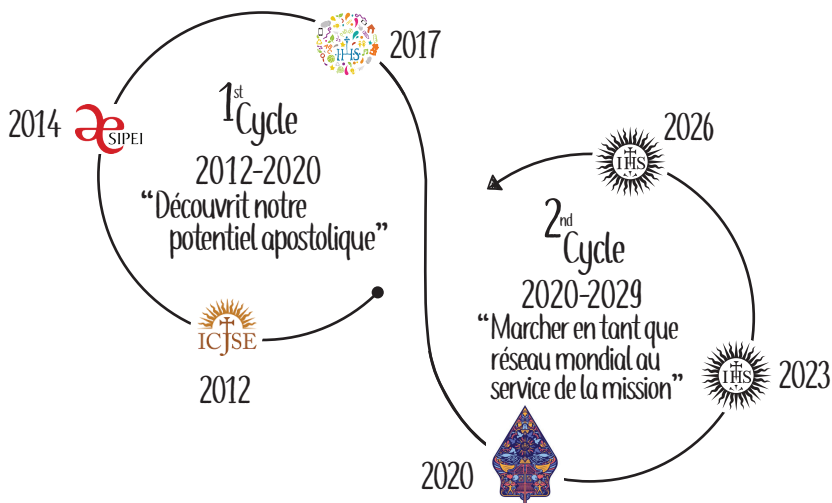 2017
IHS
1st
Cycle
2012-2020
“Découvrit notre
potentiel apostolique”
2014
æ
SIPEI
ICJSE
2012
2026
IHS
2nd
Cycle
2020-2029
“Marcher en tant que
réseau mondial au
service de la mission”
IHS
2023
2020